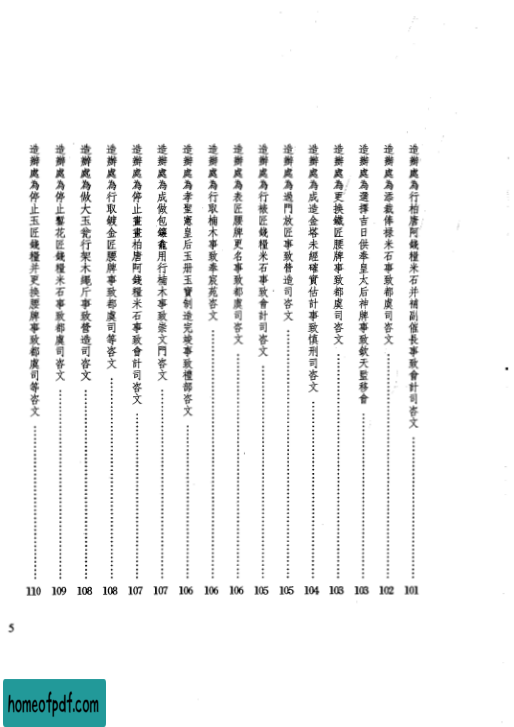 造辦處為行柏唐阿錢糧米石并補副催長事致會計司咨文 101
造辦處為添裁俸祿米石事致都虞司咨文 102
造辦處為選擇吉日供奉皇太后神牌事致欽天監移會 103
造辦處為更換鐵匠腰牌事致都虞司咨文 103
造辦處為成造金塔未經確實估計事致慎刑司咨文 104
造辦處為過門放匠事致營造司咨文 105
造辦處為行裱匠錢糧米石事致會計司咨文 105
造辦處為表匠腰牌更名事致都虞司咨文 106
造辦處為行取楠木事致奉宸苑咨文 106
造辦處為孝聖憲皇后玉册玉寶制造完竣事致禮部咨文 106
造辦處為成做包鑲龕用行楠木事致崇文門咨文 107
造辦處為停止畫畫柏唐阿錢糧米石事致會計司咨文 107
造辦處為行取鍍金匠腰牌事致都虞司等咨文 108
造辦處為做大玉瓮行架木繩斤事致營造司咨文 108
造辦處為停止鏨花匠錢糧米石事致都虞司咨文 109
造辦處為停止玉匠錢糧并更換腰牌事致都虞司等咨文 110
5
homeofpdf.com